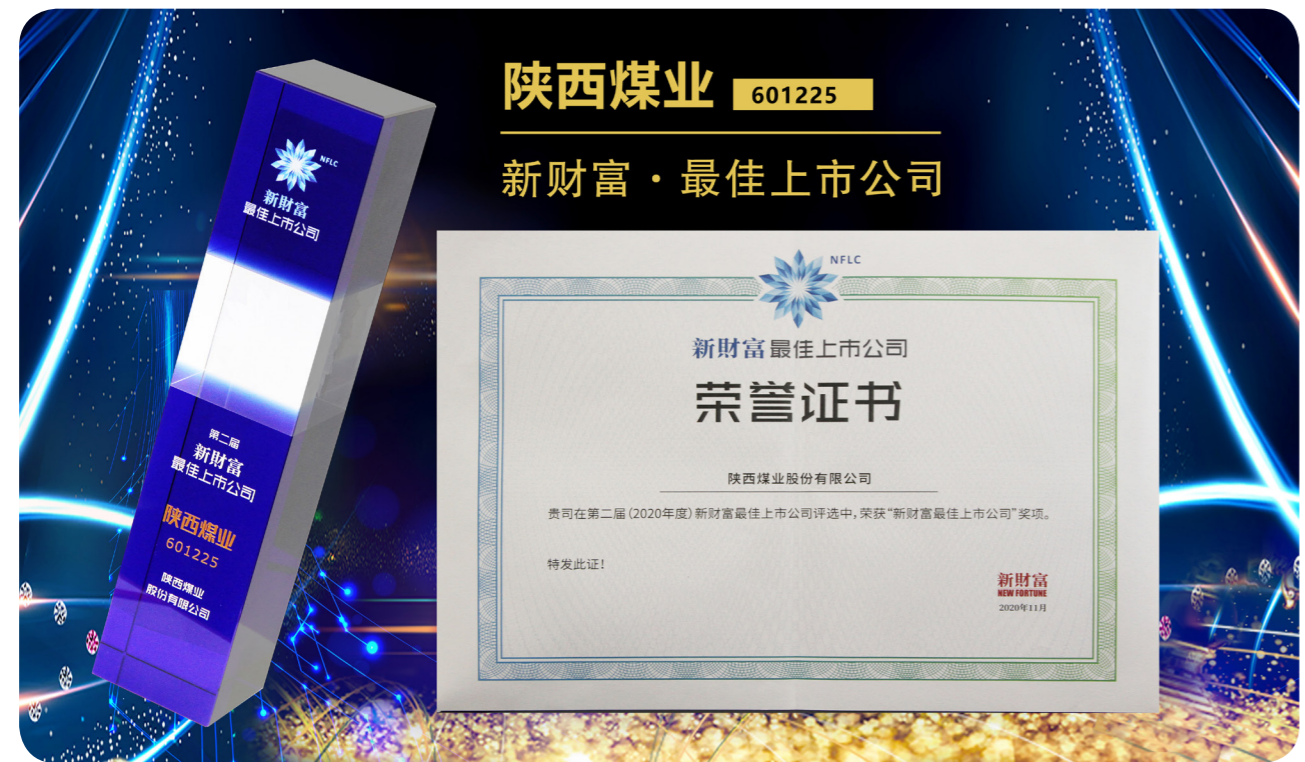 陕西煤业 601225
新财富·最佳上市公司
NFLC
新財富
最佳上市公司
第二届
新財富
最佳上市公司
陕西煤业
601225
陕西煤业
股份有限公司
NFLC
新財富最佳上市公司
荣誉证书
陕西煤业股份有限公司
贵司在第二届(2020年度)新财富最佳上市公司评选中,荣获“新财富最佳上市公司”奖项。
特发此证!
新財富
NEW FORTUNE
2020年11月